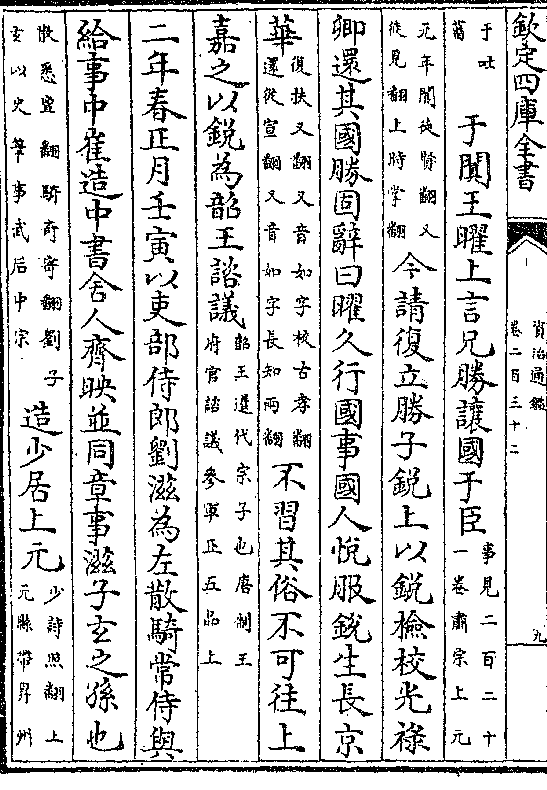 欽定四庫全書
資治通鑑
卷二百三十二
九
于吐
蕃
于闐王曜上言兄勝讓國于臣
事見二百二十
一卷肅宗上元
元年闐徒賢翻又
徒見翻上時掌翻
今請復立勝子銳上以銳檢校光祿
卿還其國勝固辭曰曜久行國事國人悅服銳生長京
華
復扶又翻又音如字校古孝翻
還從宣翻又音如字長知兩翻
不習其俗不可往上
嘉之以銳為韶王諮議
韶王暹代宗子也唐制王
府官諮議參軍正五品上
二年春正月壬寅以吏部侍郎劉滋為左散騎常侍與
給事中崔造中書舍人齊映並同章事滋子玄之孫也
散悉亶翻騎奇寄翻劉子
玄以史筆事武后中宗
造少居上元
少詩照翻上
元縣帶昇州